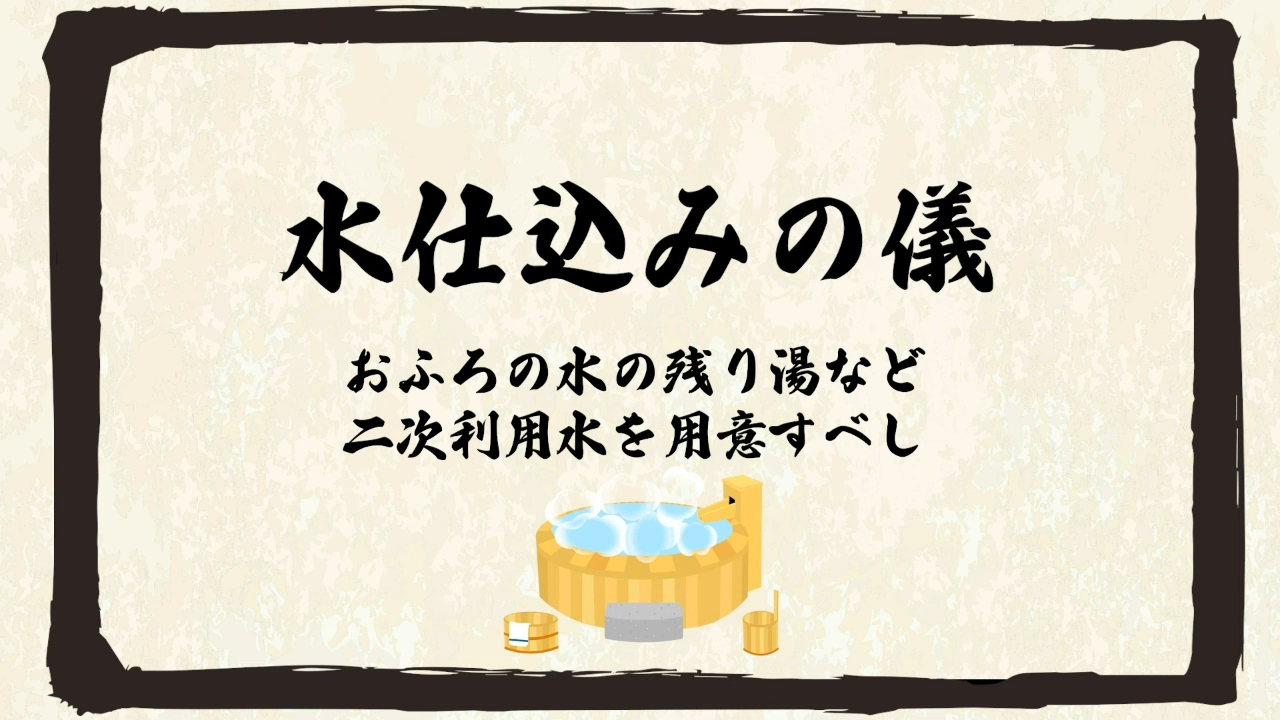 水仕込みの儀
おふろの水の残り湯など
二次利用水を用意すべし